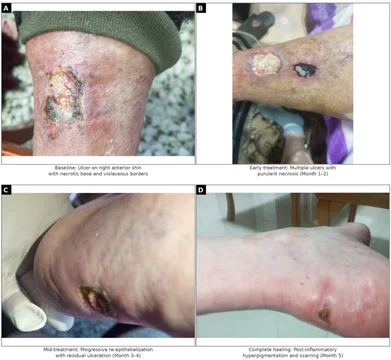 A
B
Baseline: Ulcer on right anterior shin
with necrotic base and violaceous borders
Early treatment: Multiple ulcers with
purulent necrosis (Month 1–2)
C
D
Mid-treatment: Progressive re-epithelialization
with residual ulceration (Month 3–4)
Complete healing: Post-inflammatory
hyperpigmentation and scarring (Month 5)